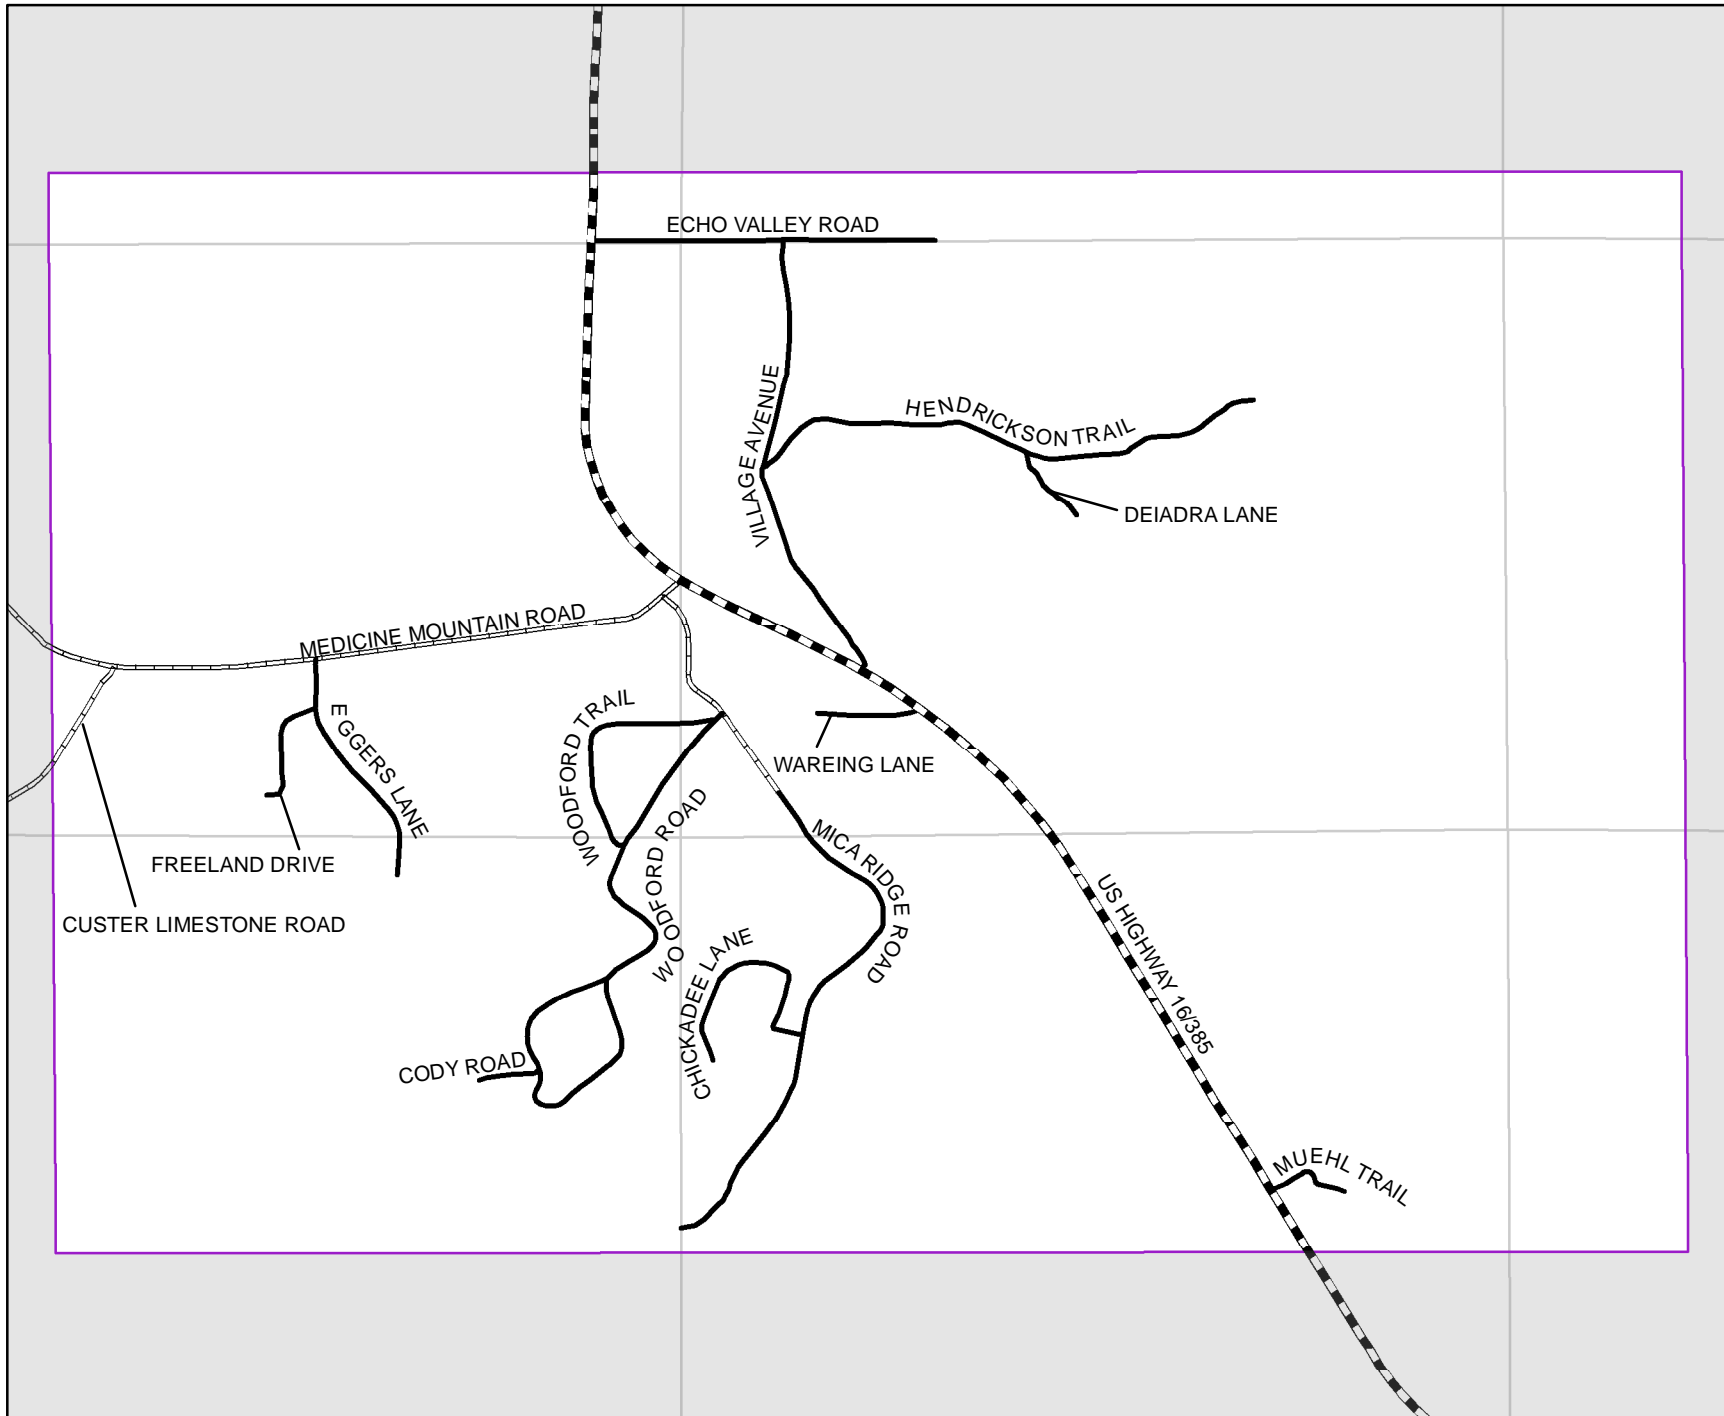 ECHO VALLEY ROAD
VILLAGE AVENUE
HENDRICKSON TRAIL
DEIADRA LANE
MEDICINE MOUNTAIN ROAD
EGGERS LANE
WOODFORD TRAIL
WAREING LANE
WOODFORD ROAD
MICA RIDGE ROAD
FREELAND DRIVE
CUSTER LIMESTONE ROAD
US HIGHWAY 16/385
CHICKADEE LANE
CODY ROAD
MUEHL TRAIL